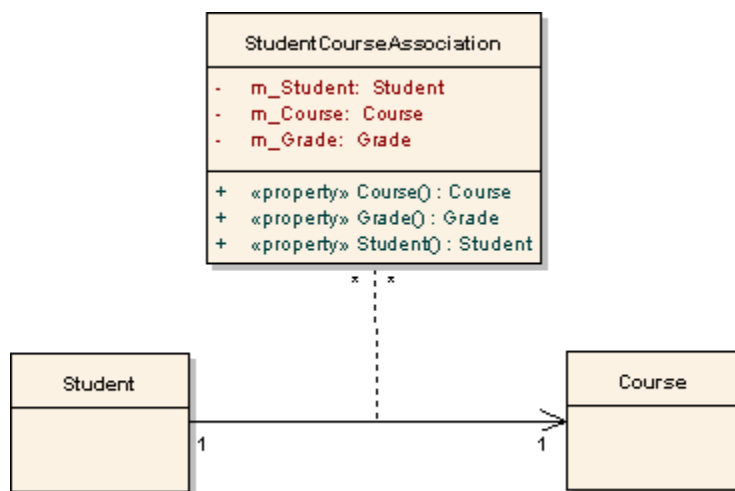 StudentCourseAssociation
- m_Student: Student
- m_Course: Course
- m_Grade: Grade
+ «property» Course() : Course
+ «property» Grade() : Grade
+ «property» Student() : Student
* *
Student
Course
1
1